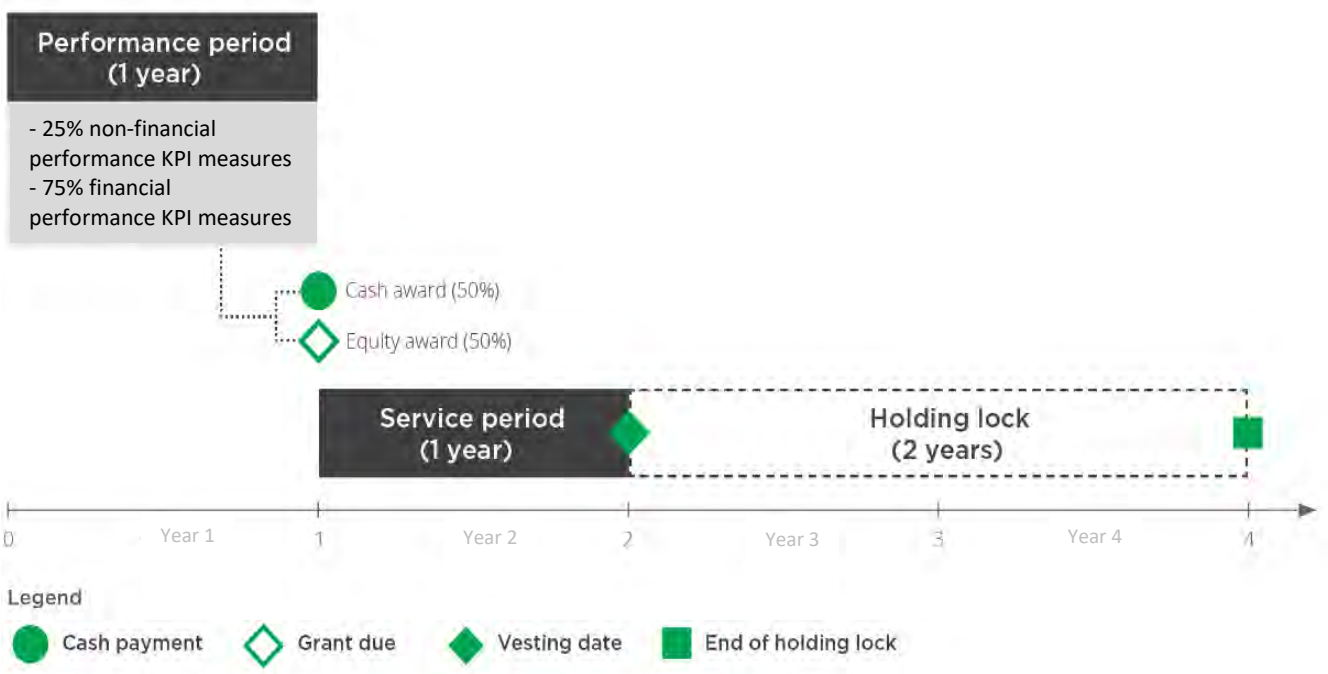 Performance period
(1 year)
- 25% non-financial
performance KPI measures
- 75% financial
performance KPI measures
Cash award (50%)
Equity award (50%)
Service period
(1 year)
Holding lock
(2 years)
0 Year 1 1 Year 2 2 Year 3 3 Year 4 4
Legend
Cash payment Grant due Vesting date End of holding lock